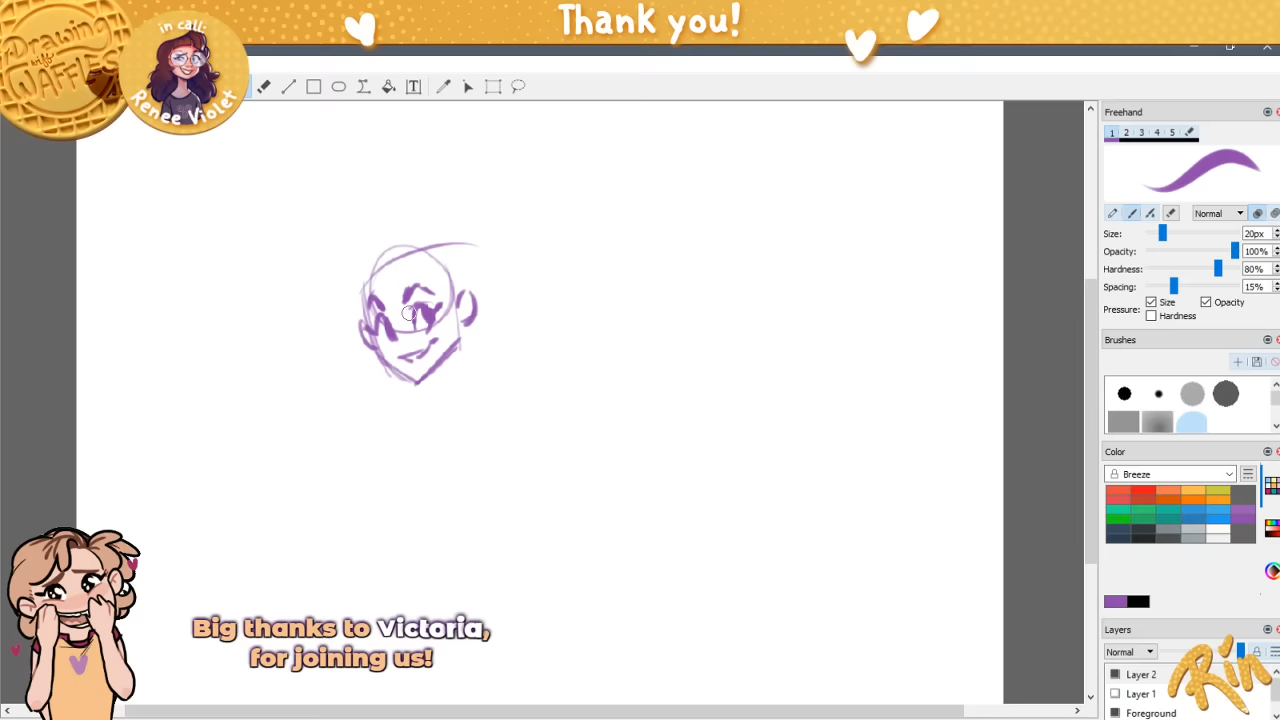 Thank you!
Drawing
with
WAFFLES
in call:
Renee Violet
T
Freehand
1 2 3 4 5
Normal
Size: 20px
Opacity: 100%
Hardness: 80%
Spacing: 15%
Pressure: Size Opacity
Hardness
Brushes
Color
Breeze
Layers
Normal
Layer 2
Layer 1
Foreground
Rin
Big thanks to Victoria,
for joining us!